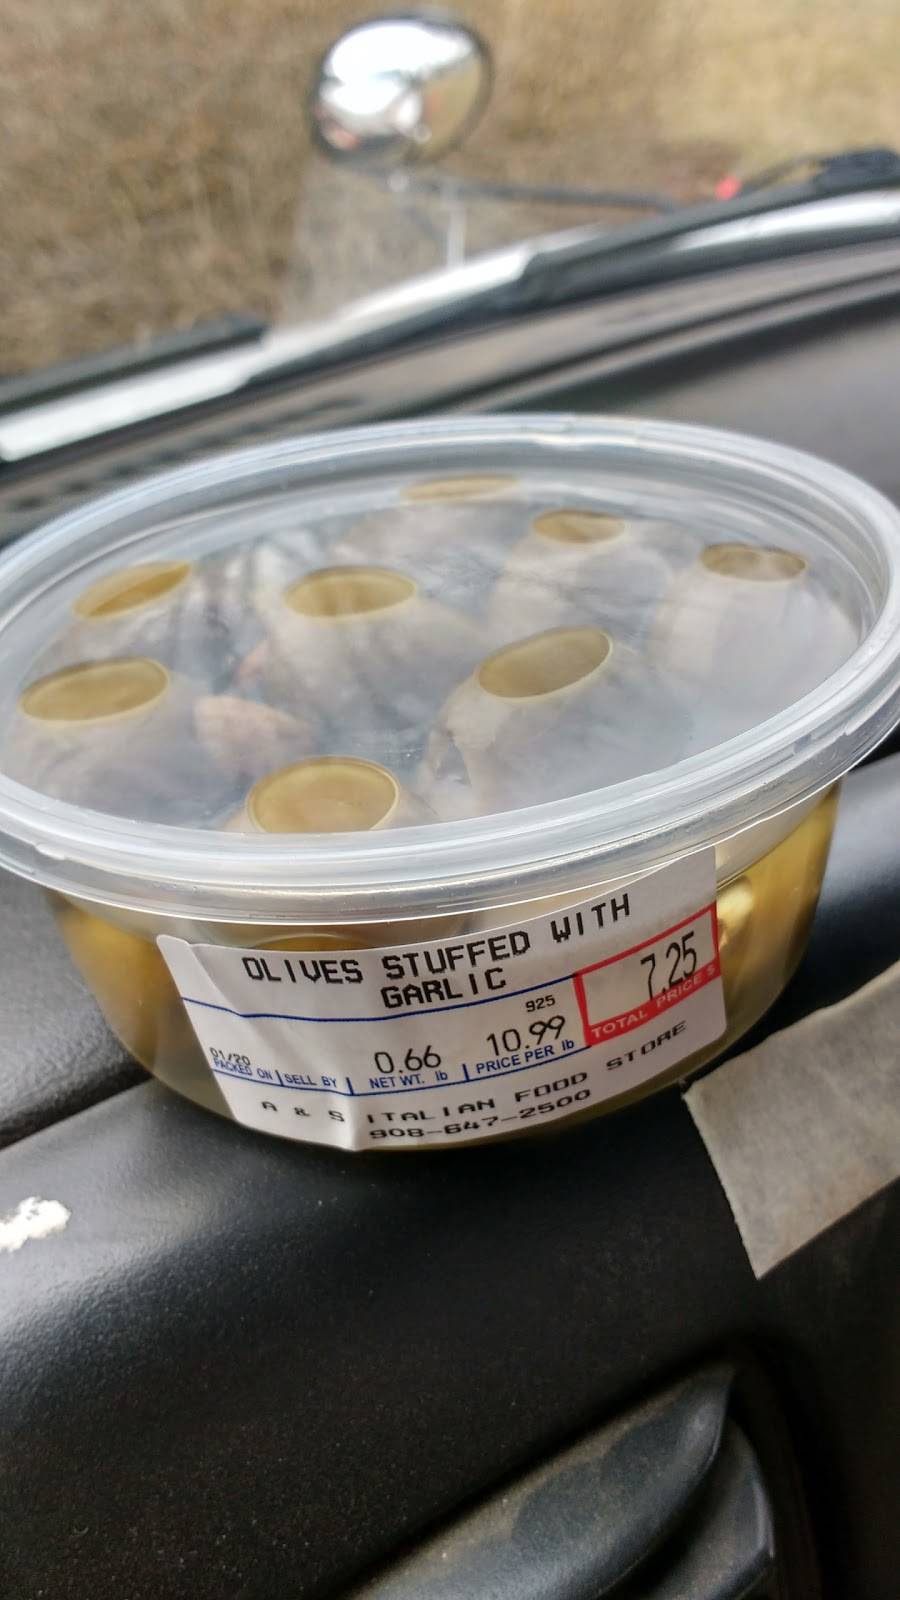 OLIVES STUFFED WITH
GARLIC
925
7.25
TOTAL PRICE $
01/20
0.66
10.99
PACKED ON SELL BY NET WT. lb PRICE PER lb
A & S ITALIAN FOOD STORE
908-647-2500